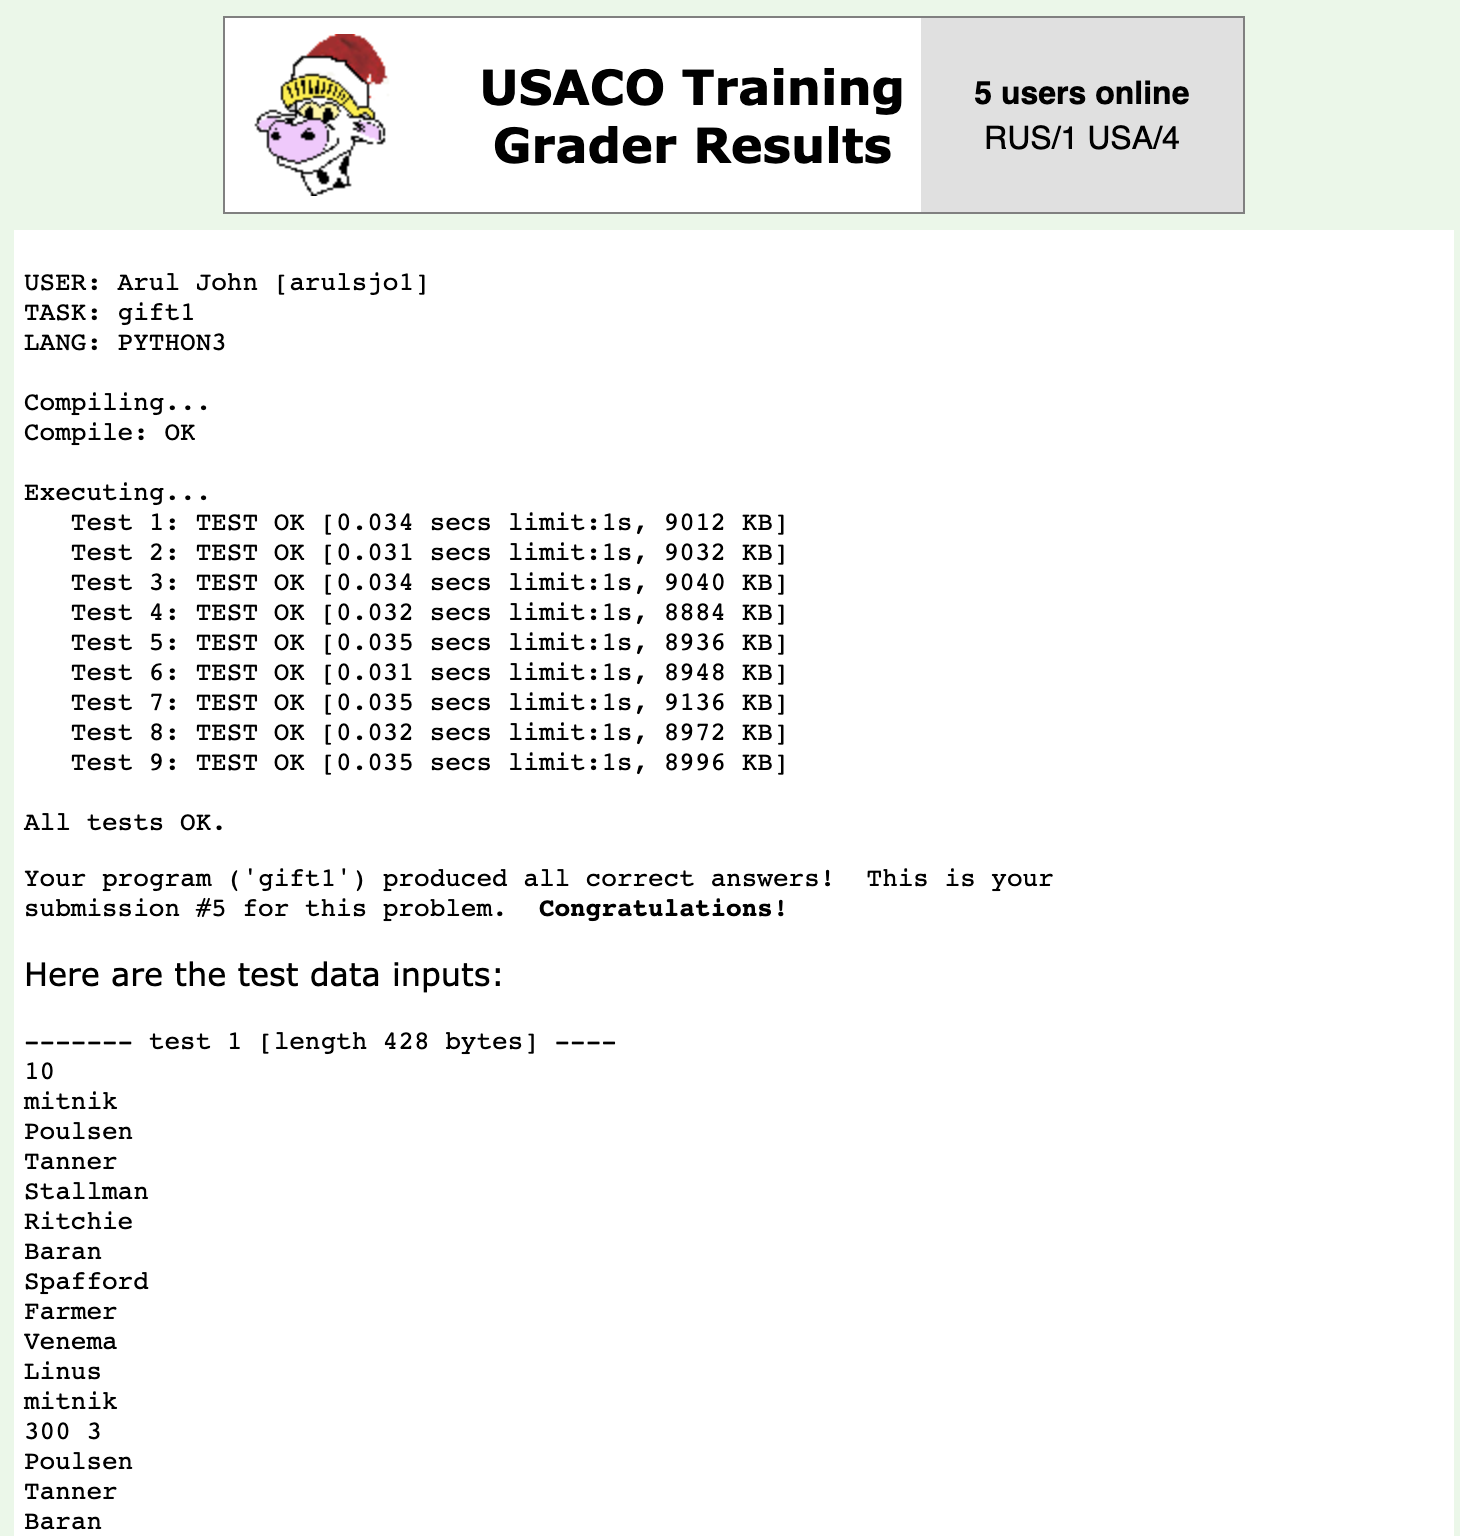 USACO Training
Grader Results
5 users online
RUS/1 USA/4
USER: Arul John [arulsjo1]
TASK: gift1
LANG: PYTHON3
Compiling...
Compile: OK
Executing...
Test 1: TEST OK [0.034 secs limit:1s, 9012 KB]
Test 2: TEST OK [0.031 secs limit:1s, 9032 KB]
Test 3: TEST OK [0.034 secs limit:1s, 9040 KB]
Test 4: TEST OK [0.032 secs limit:1s, 8884 KB]
Test 5: TEST OK [0.035 secs limit:1s, 8936 KB]
Test 6: TEST OK [0.031 secs limit:1s, 8948 KB]
Test 7: TEST OK [0.035 secs limit:1s, 9136 KB]
Test 8: TEST OK [0.032 secs limit:1s, 8972 KB]
Test 9: TEST OK [0.035 secs limit:1s, 8996 KB]
All tests OK.
Your program ('gift1') produced all correct answers!  This is your
submission #5 for this problem.  Congratulations!
Here are the test data inputs:
------- test 1 [length 428 bytes] ----
10
mitnik
Poulsen
Tanner
Stallman
Ritchie
Baran
Spafford
Farmer
Venema
Linus
mitnik
300 3
Poulsen
Tanner
Baran